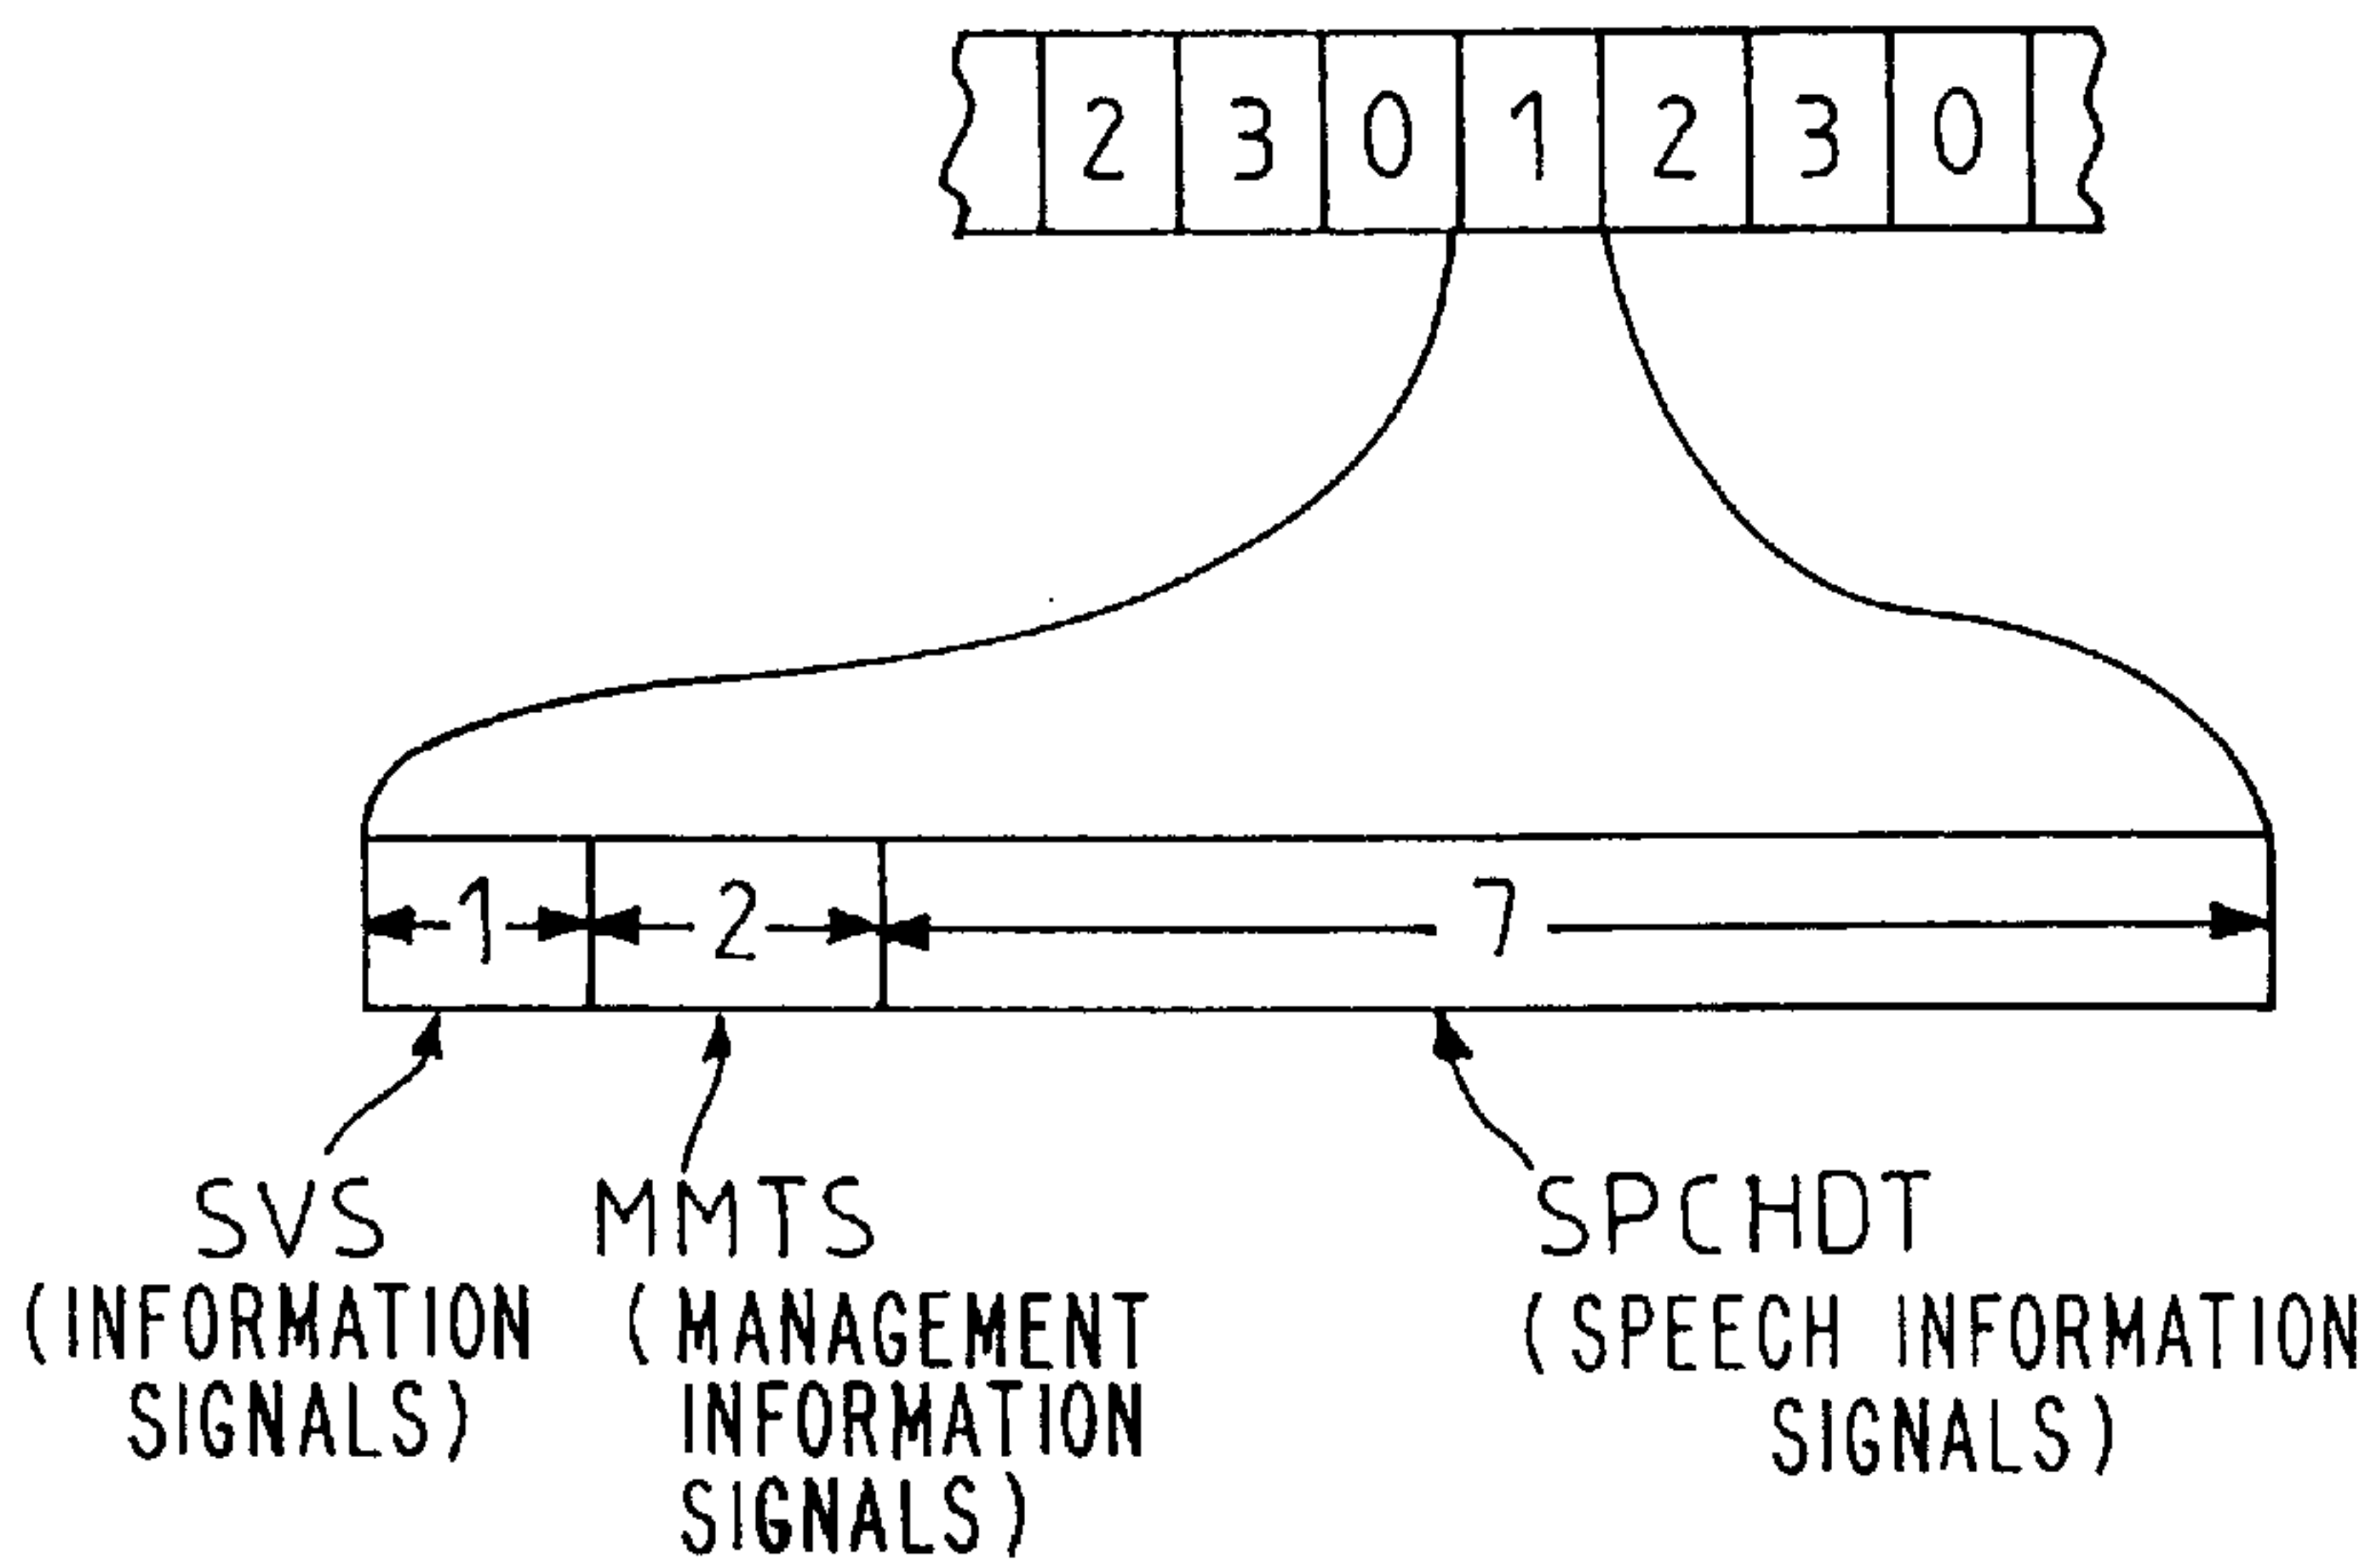 2 3 0 1 2 3 0
1 2 7
SVS MMTS SPCHDT
(INFORMATION SIGNALS)
(MANAGEMENT INFORMATION SIGNALS)
(SPEECH INFORMATION SIGNALS)